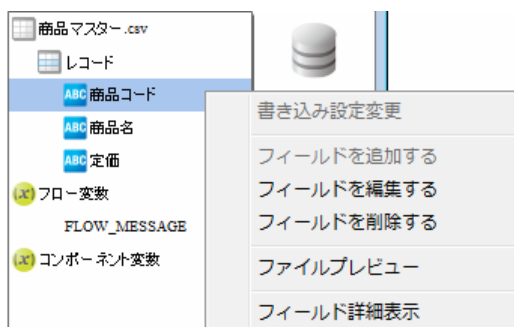 商品マスター.csv
レコード
ABC 商品コード
ABC 商品名
ABC 定価
(x) フロー変数
FLOW_MESSAGE
(x) コンポーネント変数
書き込み設定変更
フィールドを追加する
フィールドを編集する
フィールドを削除する
ファイルプレビュー
フィールド詳細表示